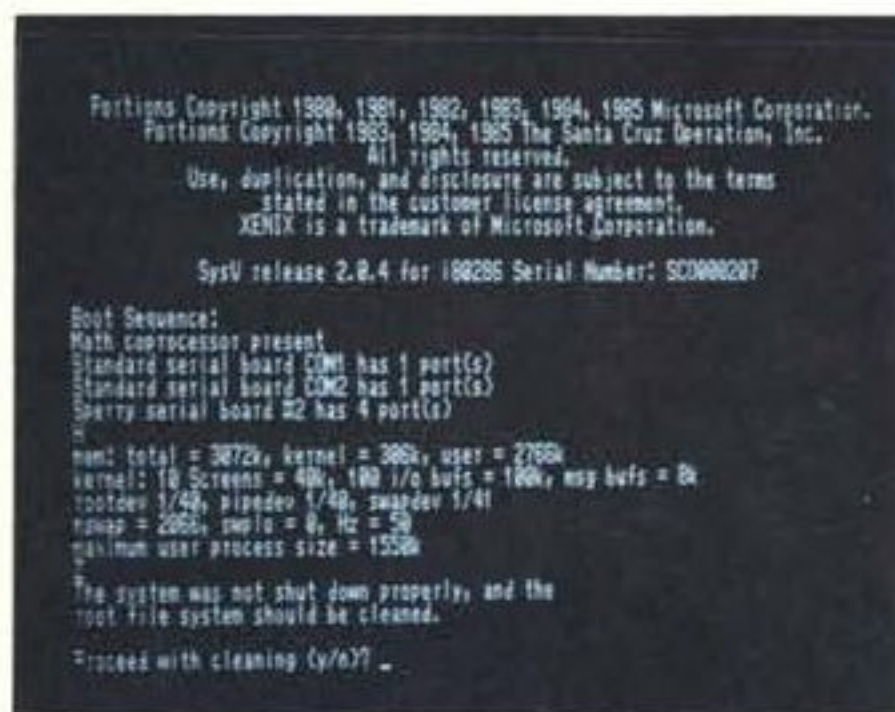 Portions Copyright 1980, 1981, 1982, 1983, 1984, 1985 Microsoft Corporation.
Portions Copyright 1983, 1984, 1985 The Santa Cruz Operation, Inc.
All rights reserved.
Use, duplication, and disclosure are subject to the terms
stated in the customer license agreement.
XENIX is a trademark of Microsoft Corporation.
SysV release 2.0.4 for i80286 Serial Number: SCO000207
Boot Sequence:
Math coprocessor present
Standard serial board COM1 has 1 port(s)
Standard serial board COM2 has 1 port(s)
Sperry serial board #2 has 4 port(s)
mem: total = 3072k, kernel = 306k, user = 2766k
kernel: 10 Screens = 40k, 100 i/o bufs = 100k, msg bufs = 8k
rootdev 1/40, pipedev 1/40, swapdev 1/41
nswap = 2066, swplo = 0, Hz = 50
maximum user process size = 1550k
The system was not shut down properly, and the
root file system should be cleaned.
Proceed with cleaning (y/n)? _